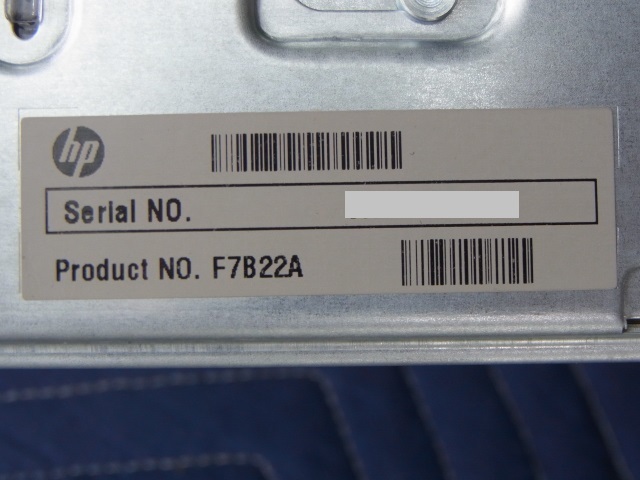 hp
Serial NO.
Product NO. F7B22A